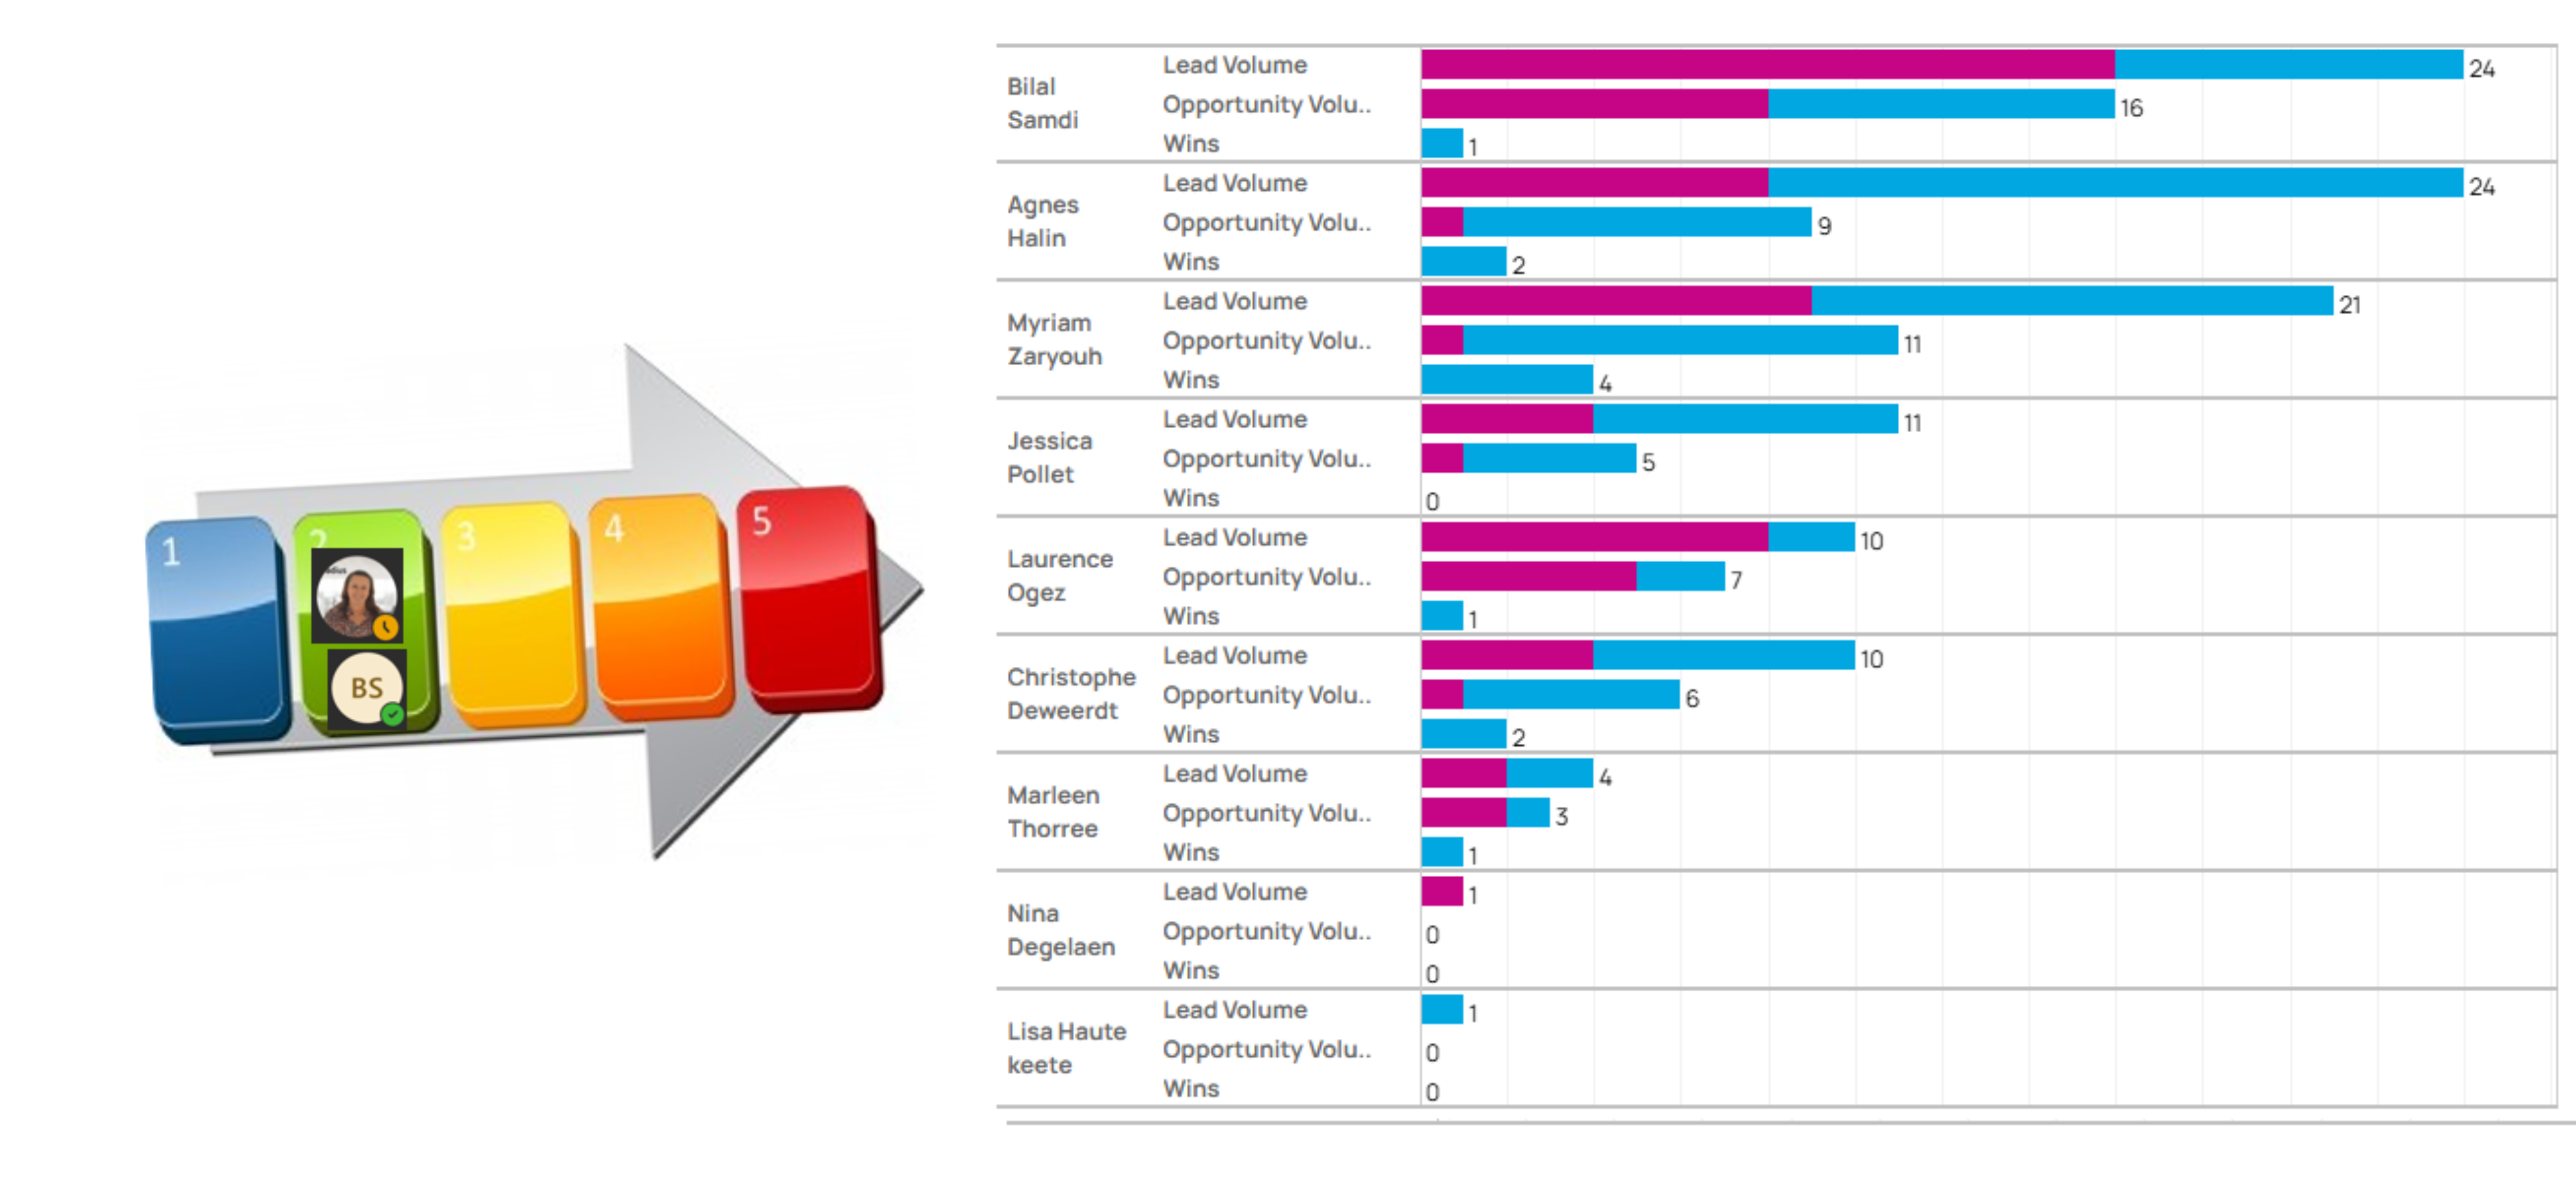 1
2
3
4
5
BS
Bilal
Samdi
Lead Volume
24
Opportunity Volu..
16
Wins
1
Agnes
Halin
Lead Volume
24
Opportunity Volu..
9
Wins
2
Myriam
Zaryouh
Lead Volume
21
Opportunity Volu..
11
Wins
4
Jessica
Pollet
Lead Volume
11
Opportunity Volu..
5
Wins
0
Laurence
Ogez
Lead Volume
10
Opportunity Volu..
7
Wins
1
Christophe
Deweerdt
Lead Volume
10
Opportunity Volu..
6
Wins
2
Marleen
Thorree
Lead Volume
4
Opportunity Volu..
3
Wins
1
Nina
Degelaen
Lead Volume
1
Opportunity Volu..
0
Wins
0
Lisa Haute
keete
Lead Volume
1
Opportunity Volu..
0
Wins
0